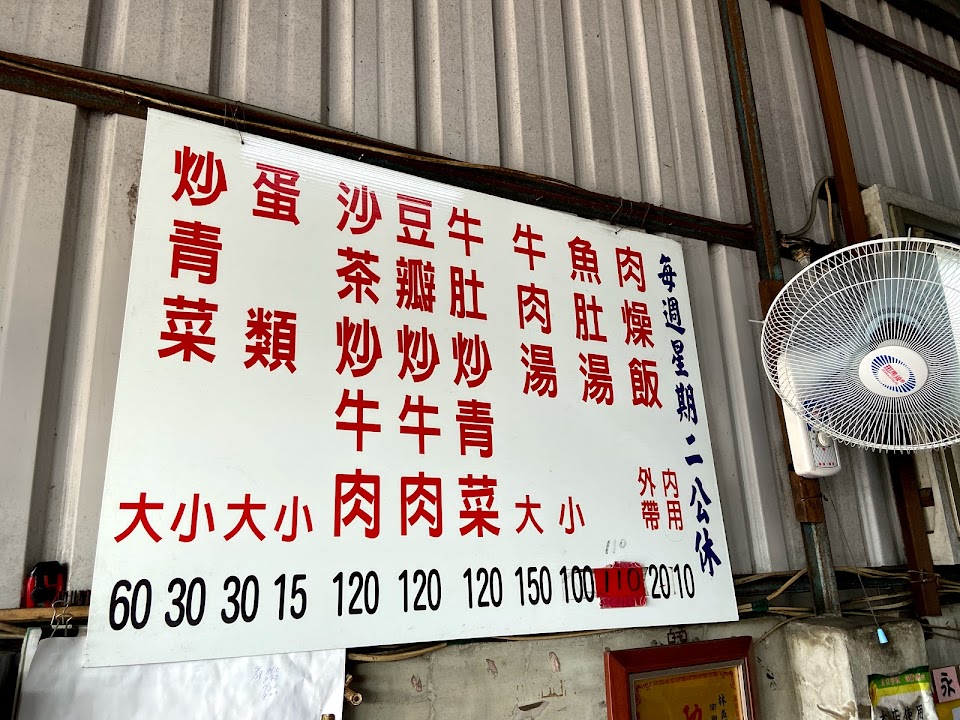 每週星期二公休
肉燥飯
內用 10
外帶 20
魚肚湯
110
110
牛肉湯
小 100
大 150
牛肚炒青菜
120
豆瓣炒牛肉
120
沙茶炒牛肉
120
蛋類
小 15
大 30
炒青菜
小 30
大 60
永